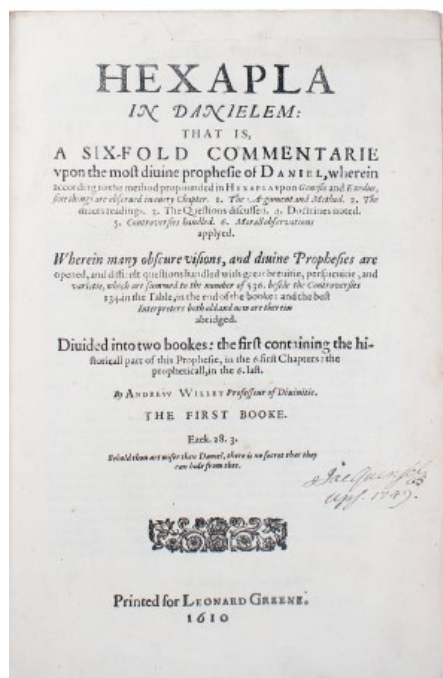 HEXAPLA
IN DANIELEM:
THAT IS,
A SIX-FOLD COMMENTARIE
vpon the most diuine prophesie of DANIEL, wherein
according to the method propounded in HEXAPLA vpon Genesis and Exodus,
sixe things are obserued in euery Chapter. 1. The Argument and Method. 2. The
diuers readings. 3. The Questions discussed. 4. Doctrines noted.
5. Controversies handled. 6. Morall observations
applyed.
Wherein many obscure visions, and diuine Prophesies are
opened, and difficult questions handled with great breuitie, perspicuitie, and
varietie, which are summed to the number of 536. beside the Controversies
134. in the Table, in the end of the booke: and the best
Interpreters both old and new are therein
abridged.
Diuided into two bookes: the first containing the hi-
storicall part of this Prophesie, in the 6. first Chapters: the
propheticall, in the 6. last.
By ANDREW WILLET Professour of Diuinitie.
THE FIRST BOOKE.
Ezek. 28. 3.
Behold thou art wiser then Daniel, there is no secret that they
can hide from thee.
Printed for LEONARD GREENE.
1610